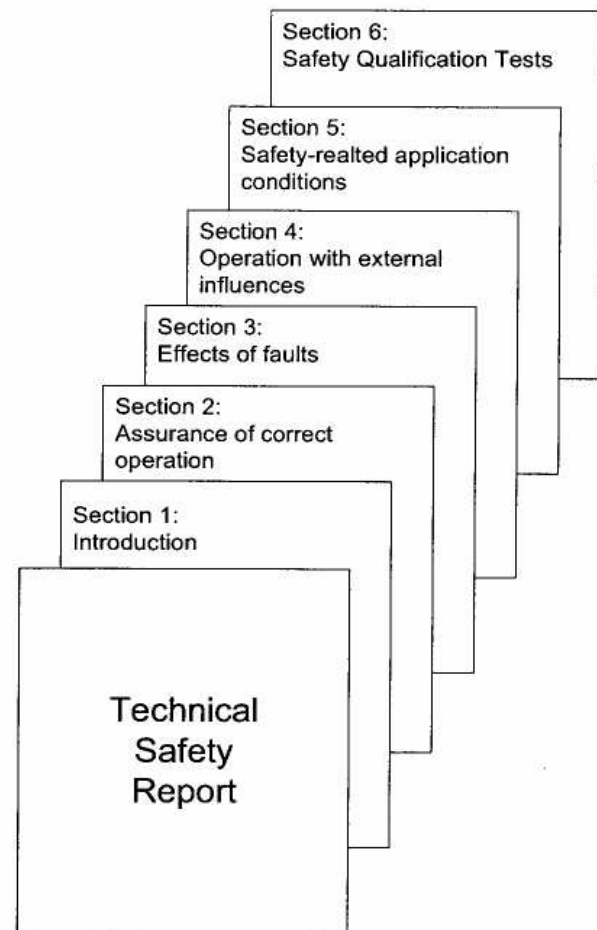 Section 6:
Safety Qualification Tests
Section 5:
Safety-realted application
conditions
Section 4:
Operation with external
influences
Section 3:
Effects of faults
Section 2:
Assurance of correct
operation
Section 1:
Introduction
Technical
Safety
Report